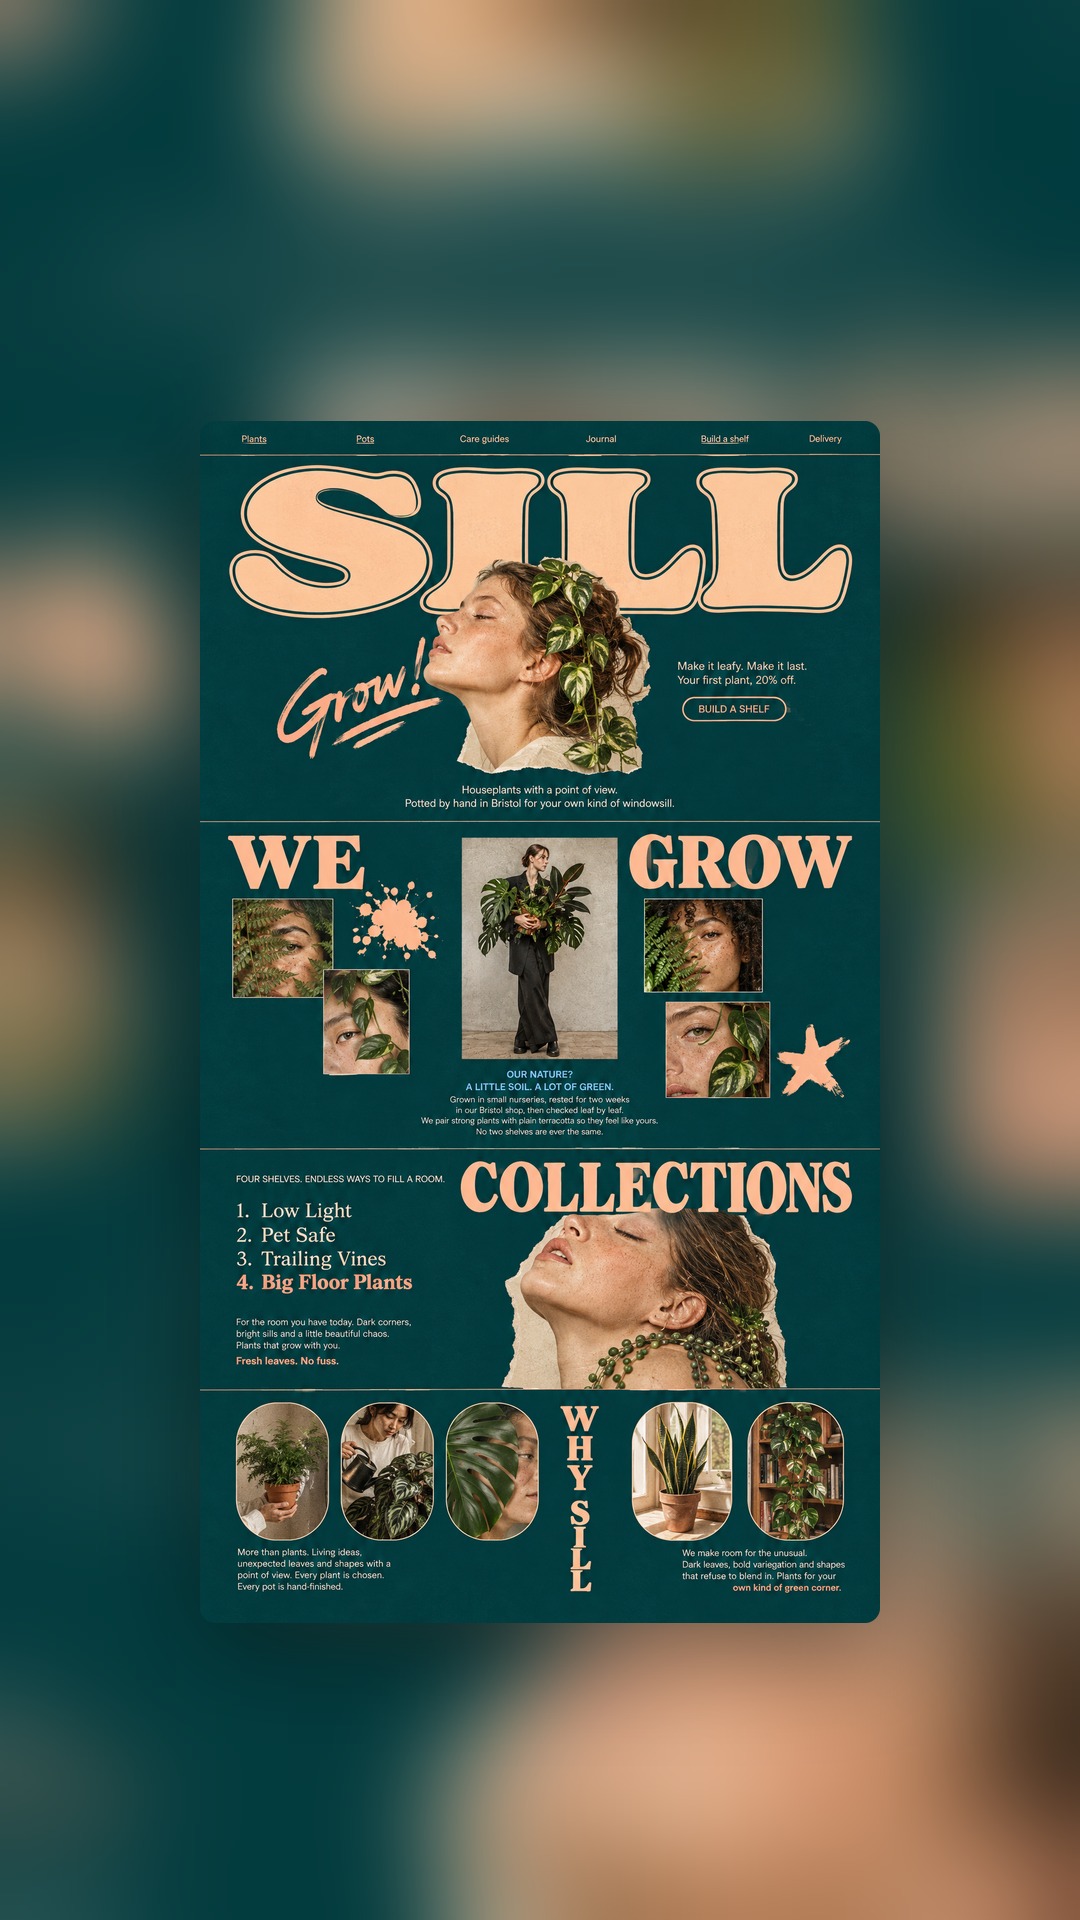 Plants
Pots
Care guides
Journal
Build a shelf
Delivery
SILL
Grow!
Make it leafy. Make it last.
Your first plant, 20% off.
BUILD A SHELF
Houseplants with a point of view.
Potted by hand in Bristol for your own kind of windowsill.
WE
GROW
OUR NATURE?
A LITTLE SOIL. A LOT OF GREEN.
Grown in small nurseries, rested for two weeks
in our Bristol shop, then checked leaf by leaf.
We pair strong plants with plain terracotta so they feel like yours.
No two shelves are ever the same.
COLLECTIONS
FOUR SHELVES. ENDLESS WAYS TO FILL A ROOM.
1. Low Light
2. Pet Safe
3. Trailing Vines
4. Big Floor Plants
For the room you have today. Dark corners,
bright sills and a little beautiful chaos.
Plants that grow with you.
Fresh leaves. No fuss.
WHY SILL
More than plants. Living ideas,
unexpected leaves and shapes with a
point of view. Every plant is chosen.
Every pot is hand-finished.
We make room for the unusual.
Dark leaves, bold variegation and shapes
that refuse to blend in. Plants for your
own kind of green corner.